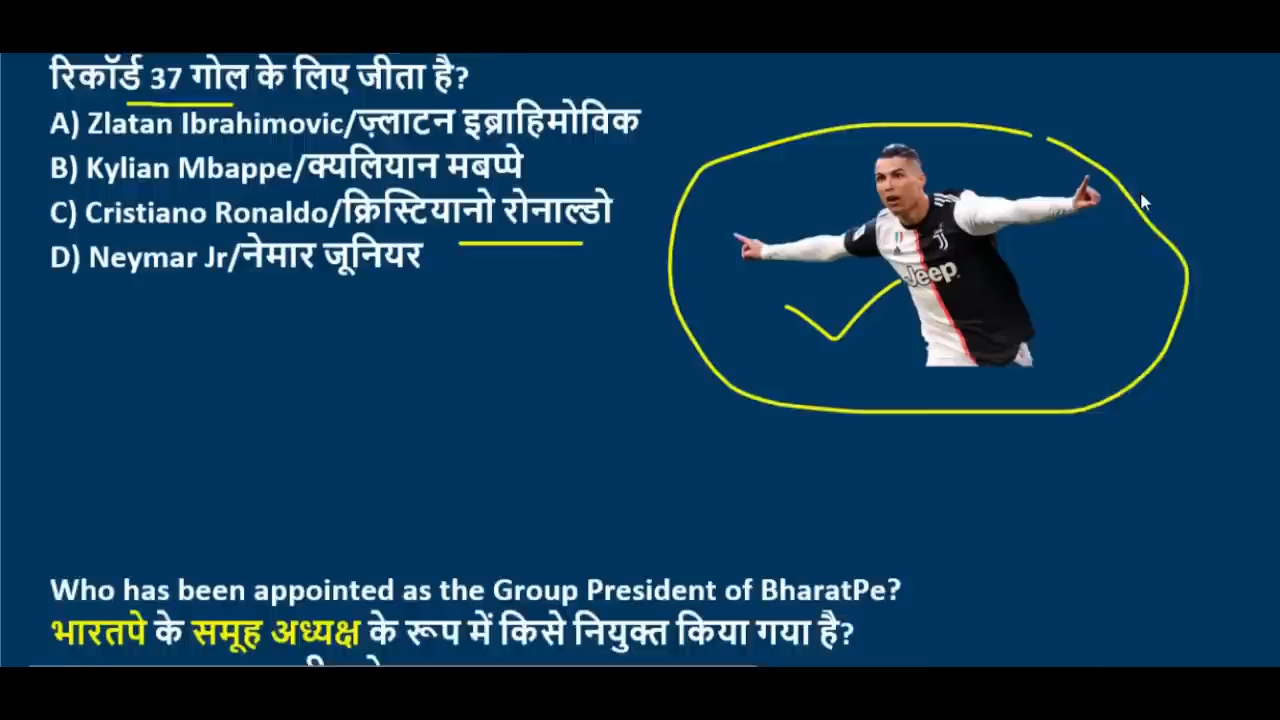 रिकॉर्ड 37 गोल के लिए जीता है?
A) Zlatan Ibrahimovic/ज़्लाटन इब्राहिमोविक
B) Kylian Mbappe/क्यलियान मबप्पे
C) Cristiano Ronaldo/क्रिस्टियानो रोनाल्डो
D) Neymar Jr/नेमार जूनियर
Jeep
Who has been appointed as the Group President of BharatPe?
भारतपे के समूह अध्यक्ष के रूप में किसे नियुक्त किया गया है?